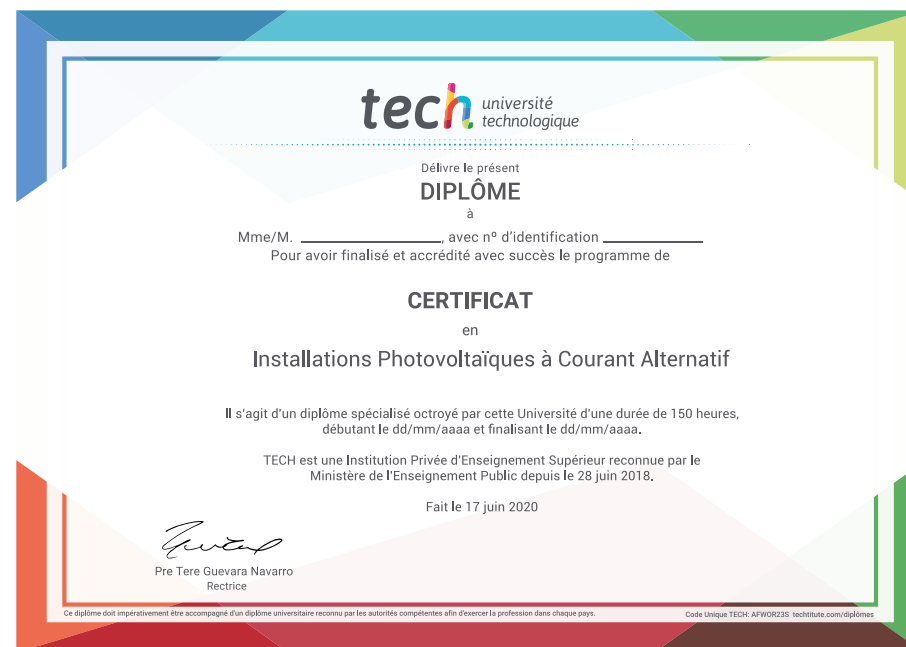 tech université
technologique
Délivre le présent
DIPLÔME
à
Mme/M. ____________________, avec nº d'identification ______________
Pour avoir finalisé et accrédité avec succès le programme de
CERTIFICAT
en
Installations Photovoltaïques à Courant Alternatif
Il s'agit d'un diplôme spécialisé octroyé par cette Université d'une durée de 150 heures,
débutant le dd/mm/aaaa et finalisant le dd/mm/aaaa.
TECH est une Institution Privée d'Enseignement Supérieur reconnue par le
Ministère de l'Enseignement Public depuis le 28 juin 2018.
Fait le 17 juin 2020
Pre Tere Guevara Navarro
Rectrice
Ce diplôme doit impérativement être accompagné d'un diplôme universitaire reconnu par les autorités compétentes afin d'exercer la profession dans chaque pays.
Code Unique TECH: AFWOR23S techtitute.com/diplômes